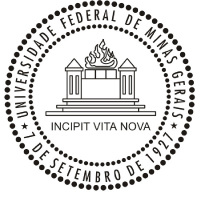 UNIVERSIDADE FEDERAL DE MINAS GERAIS
INCIPIT VITA NOVA
7 DE SETEMBRO DE 1927